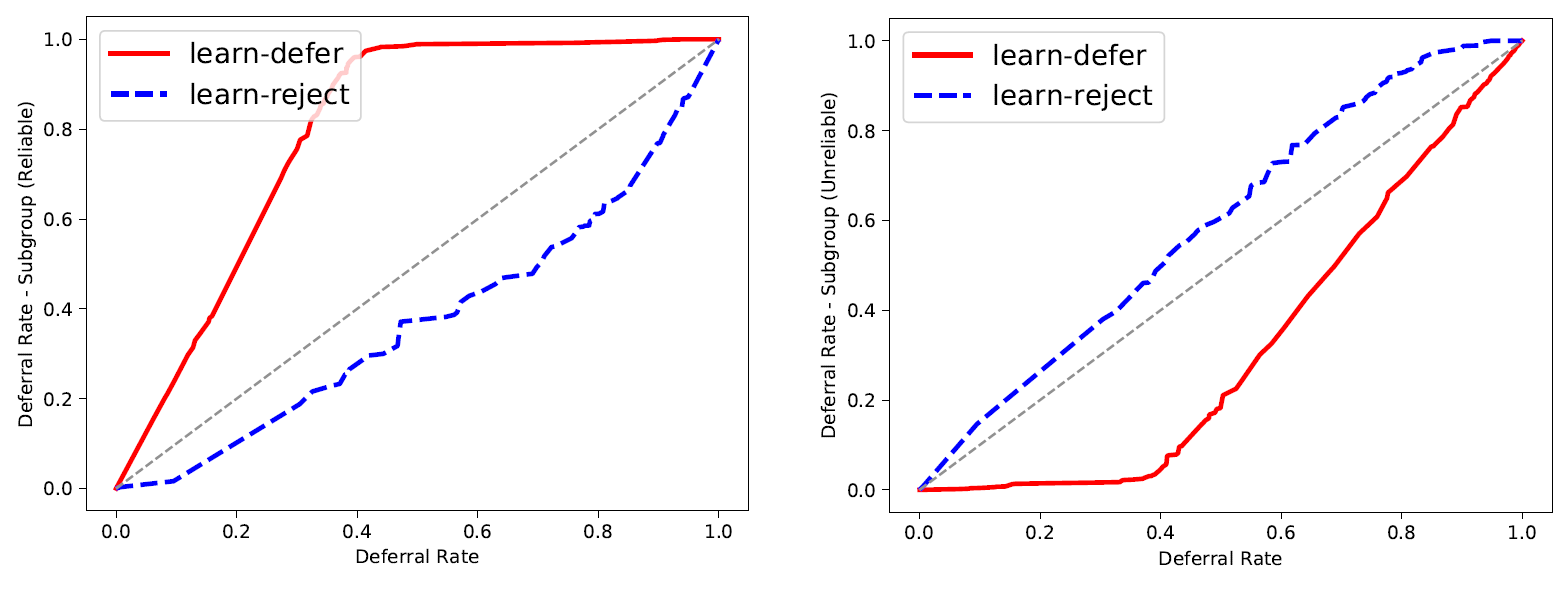 learn-defer
learn-reject
Deferral Rate - Subgroup (Reliable)
1.0
0.8
0.6
0.4
0.2
0.0
0.0 0.2 0.4 0.6 0.8 1.0
Deferral Rate
learn-defer
learn-reject
Deferral Rate - Subgroup (Unreliable)
1.0
0.8
0.6
0.4
0.2
0.0
0.0 0.2 0.4 0.6 0.8 1.0
Deferral Rate